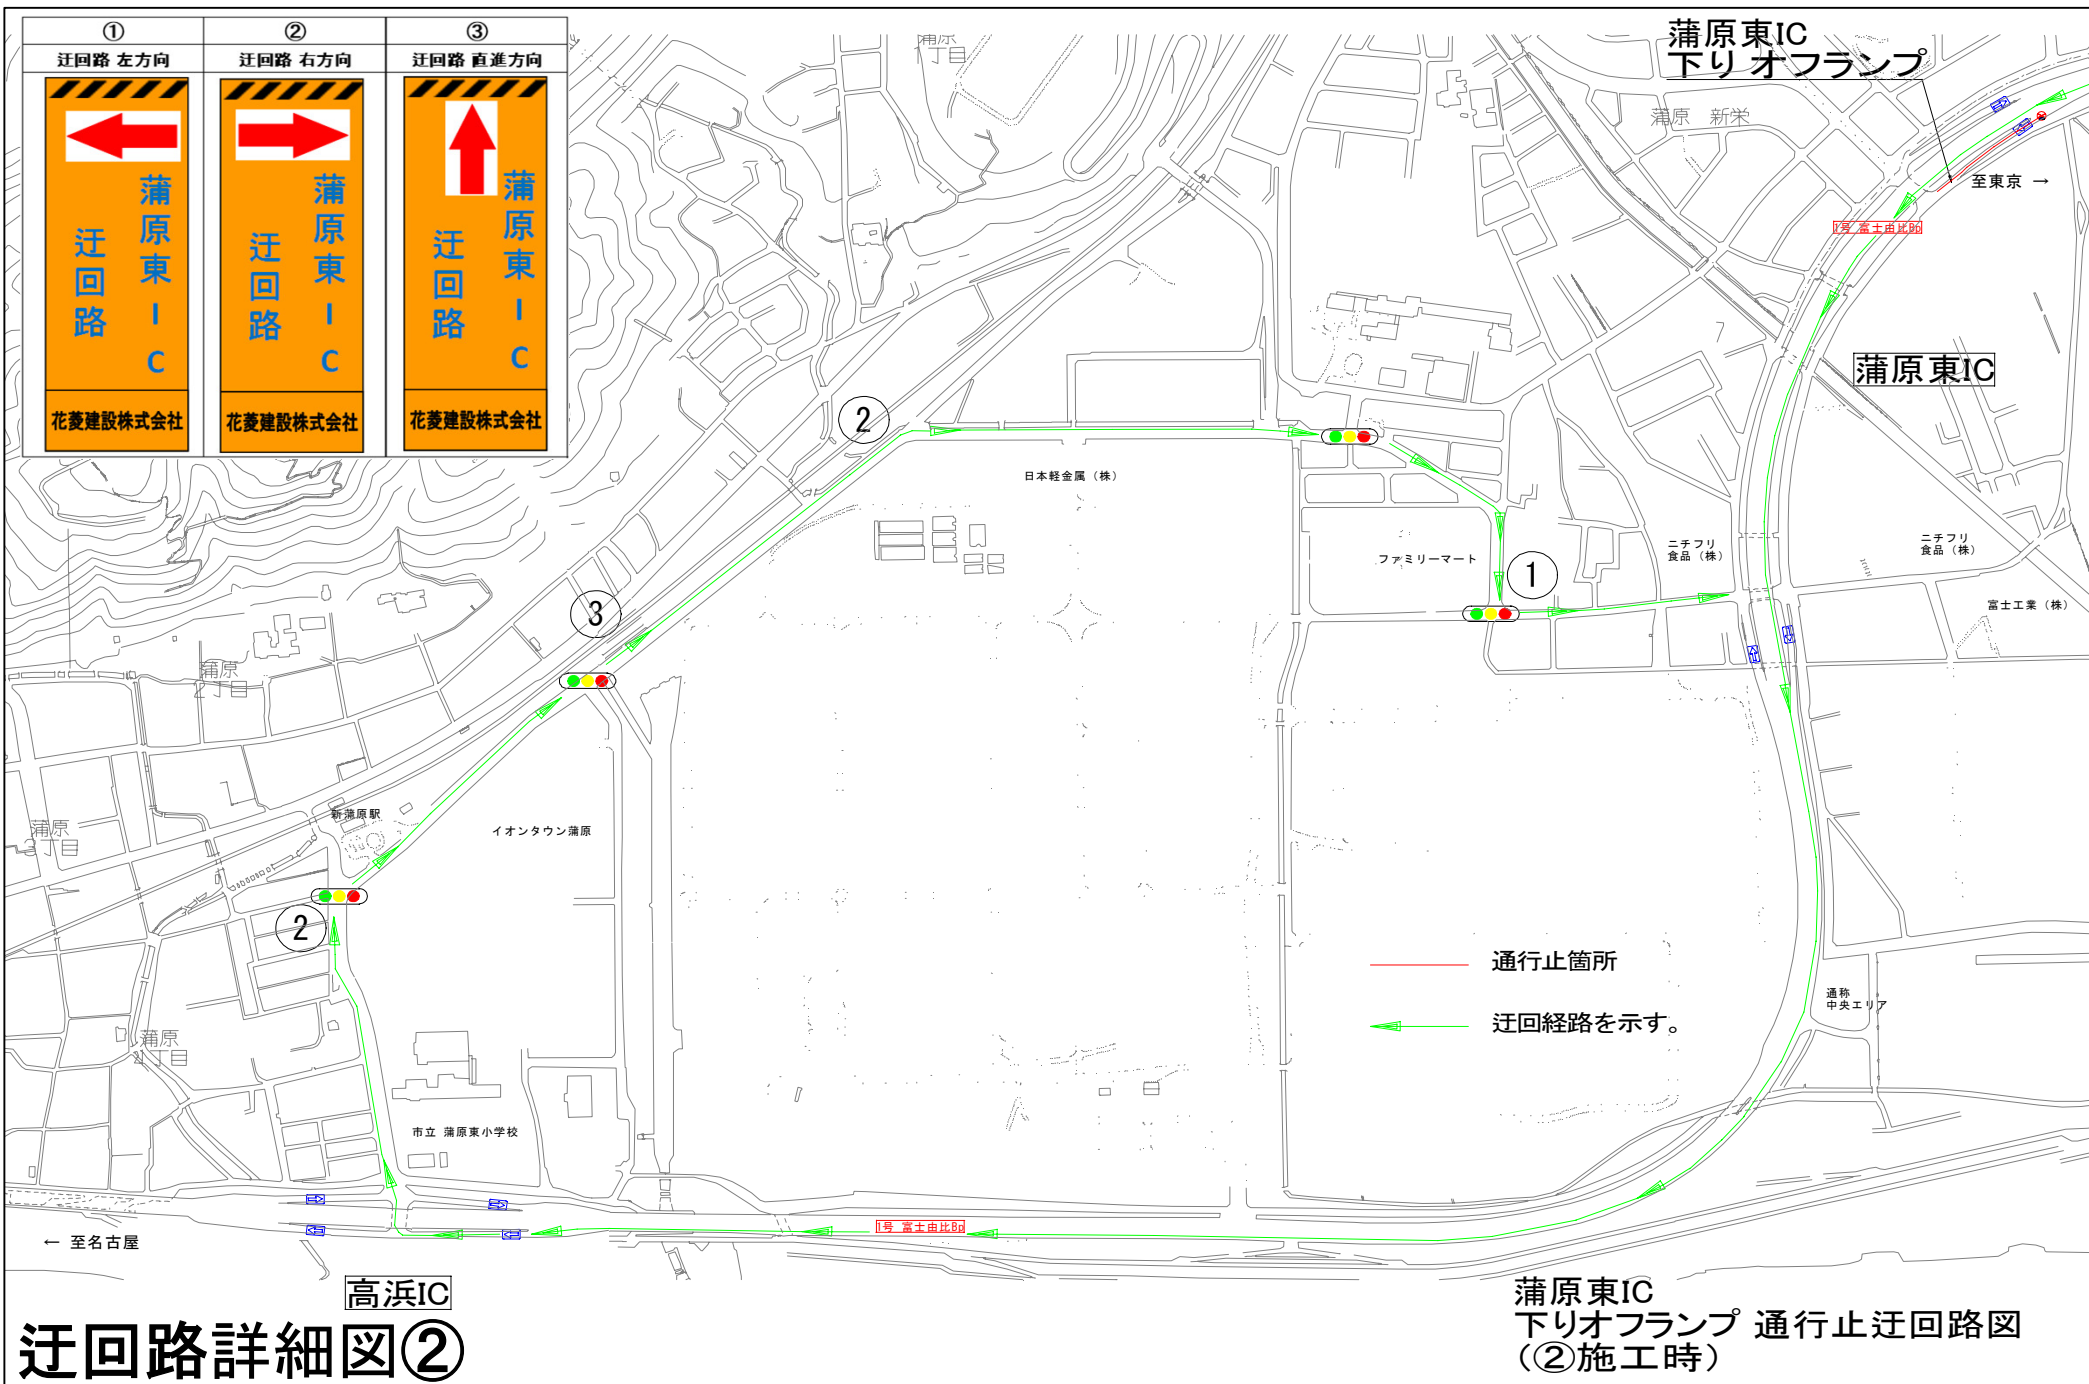 ①
②
③
迂回路 左方向
迂回路 右方向
迂回路 直進方向
蒲原東IC
迂回路
花菱建設株式会社
蒲原東IC
迂回路
花菱建設株式会社
蒲原東IC
迂回路
花菱建設株式会社
蒲原
1丁目
蒲原東IC
下り オフランプ
蒲原 新栄
至東京 →
1号 富士由比Bp
蒲原東IC
②
日本軽金属（株）
ファミリーマート
①
ニチフリ
食品（株）
ニチフリ
食品（株）
富士工業（株）
③
蒲原
2丁目
新蒲原駅
イオンタウン蒲原
蒲原
3丁目
②
通行止箇所
迂回経路を示す。
通称
中央エリア
蒲原
4丁目
市立 蒲原東小学校
1号 富士由比Bp
← 至名古屋
高浜IC
迂回路詳細図②
蒲原東IC
下りオフランプ 通行止迂回路図
（②施工時）